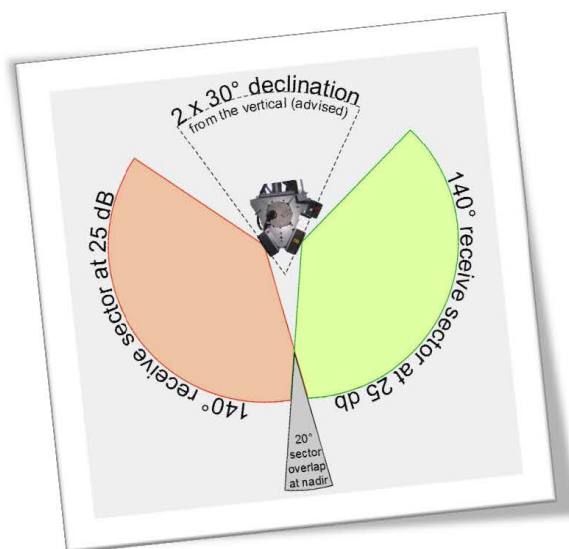 2 x 30° declination
from the vertical (advised)
140° receive sector at 25 dB
140° receive sector at 25 db
20°
sector
overlap
at nadir